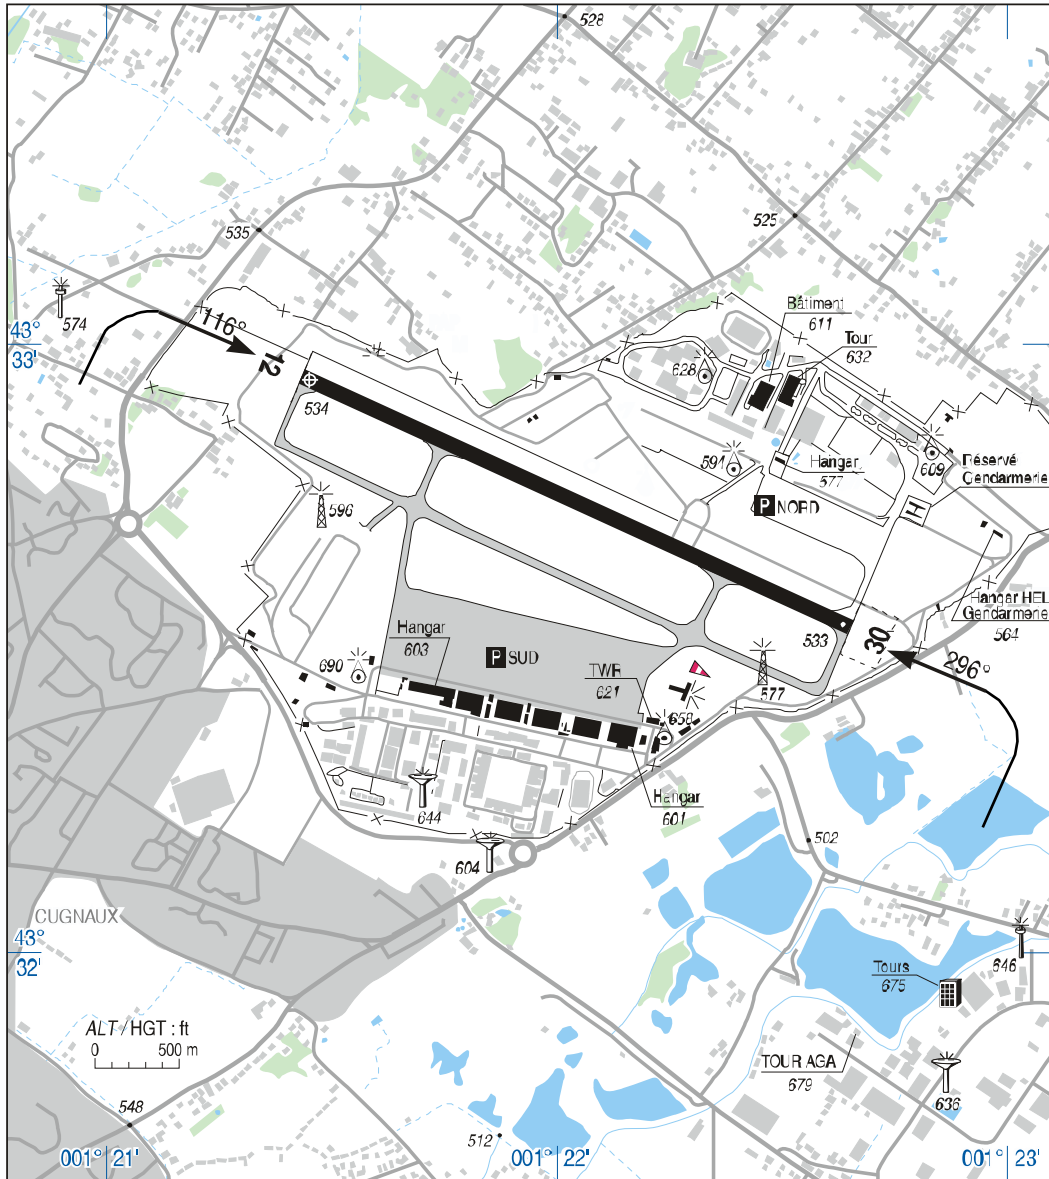 528
525
535
574
43°
33'
116°
12
534
Bâtiment
611
Tour
632
628
591
Hangar
577
609
Réservé
Gendarmerie
P NORD
H
596
Hangar HEL
Gendarmerie
564
533
30
296°
Hangar
603
P SUD
690
TWR
621
577
658
Hangar
601
644
604
502
CUGNAUX
43°
32'
646
Tours
675
ALT / HGT : ft
0 500 m
TOUR AGA
679
636
548
512
001° 21'
001° 22'
001° 23'